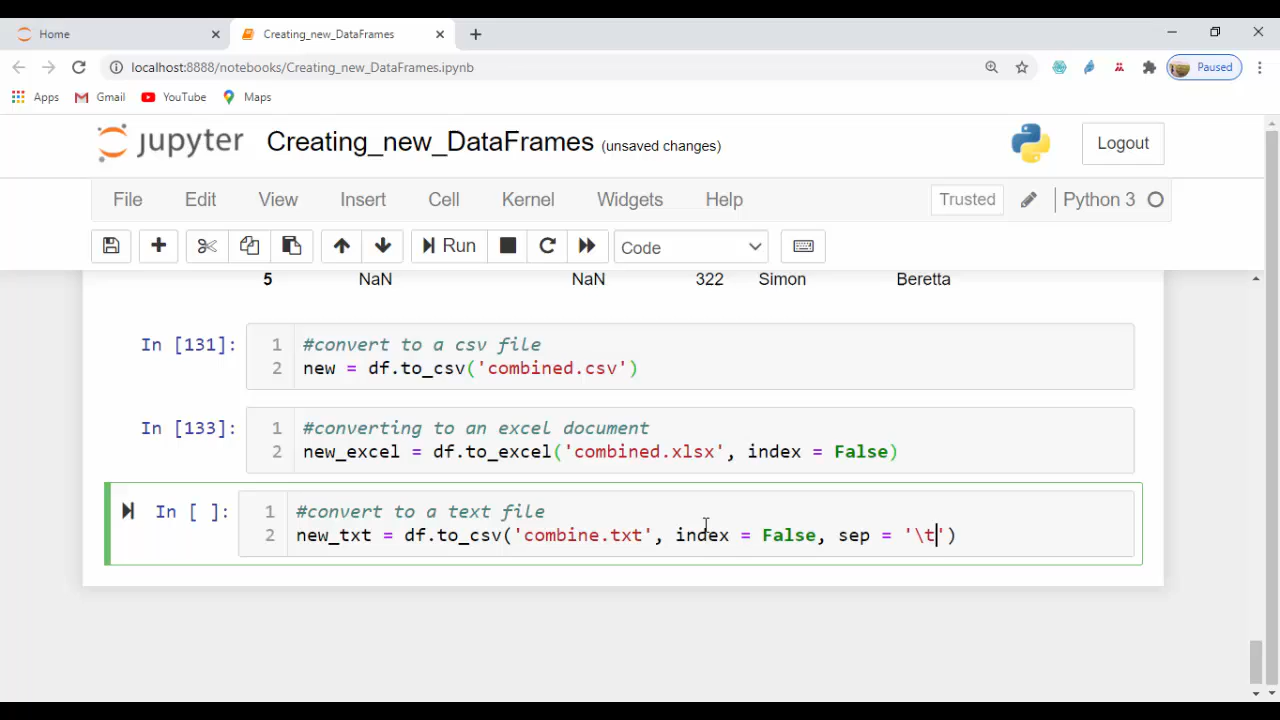 Home
Creating_new_DataFrames
localhost:8888/notebooks/Creating_new_DataFrames.ipynb
Paused
Apps Gmail YouTube Maps
jupyter Creating_new_DataFrames (unsaved changes)
Logout
File Edit View Insert Cell Kernel Widgets Help Trusted Python 3
Run Code
5 NaN NaN 322 Simon Beretta
In [131]: 1 #convert to a csv file
2 new = df.to_csv('combined.csv')
In [133]: 1 #converting to an excel document
2 new_excel = df.to_excel('combined.xlsx', index = False)
In [ ]: 1 #convert to a text file
2 new_txt = df.to_csv('combine.txt', index = False, sep = '\t')